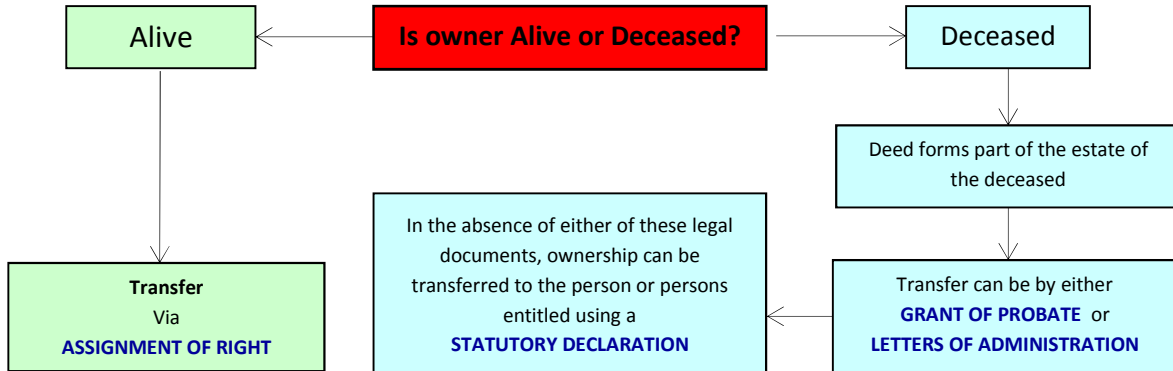 Alive
Is owner Alive or Deceased?
Deceased
Deed forms part of the estate of
the deceased
In the absence of either of these legal
documents, ownership can be
transferred to the person or persons
entitled using a
STATUTORY DECLARATION
Transfer
Via
ASSIGNMENT OF RIGHT
Transfer can be by either
GRANT OF PROBATE or
LETTERS OF ADMINISTRATION